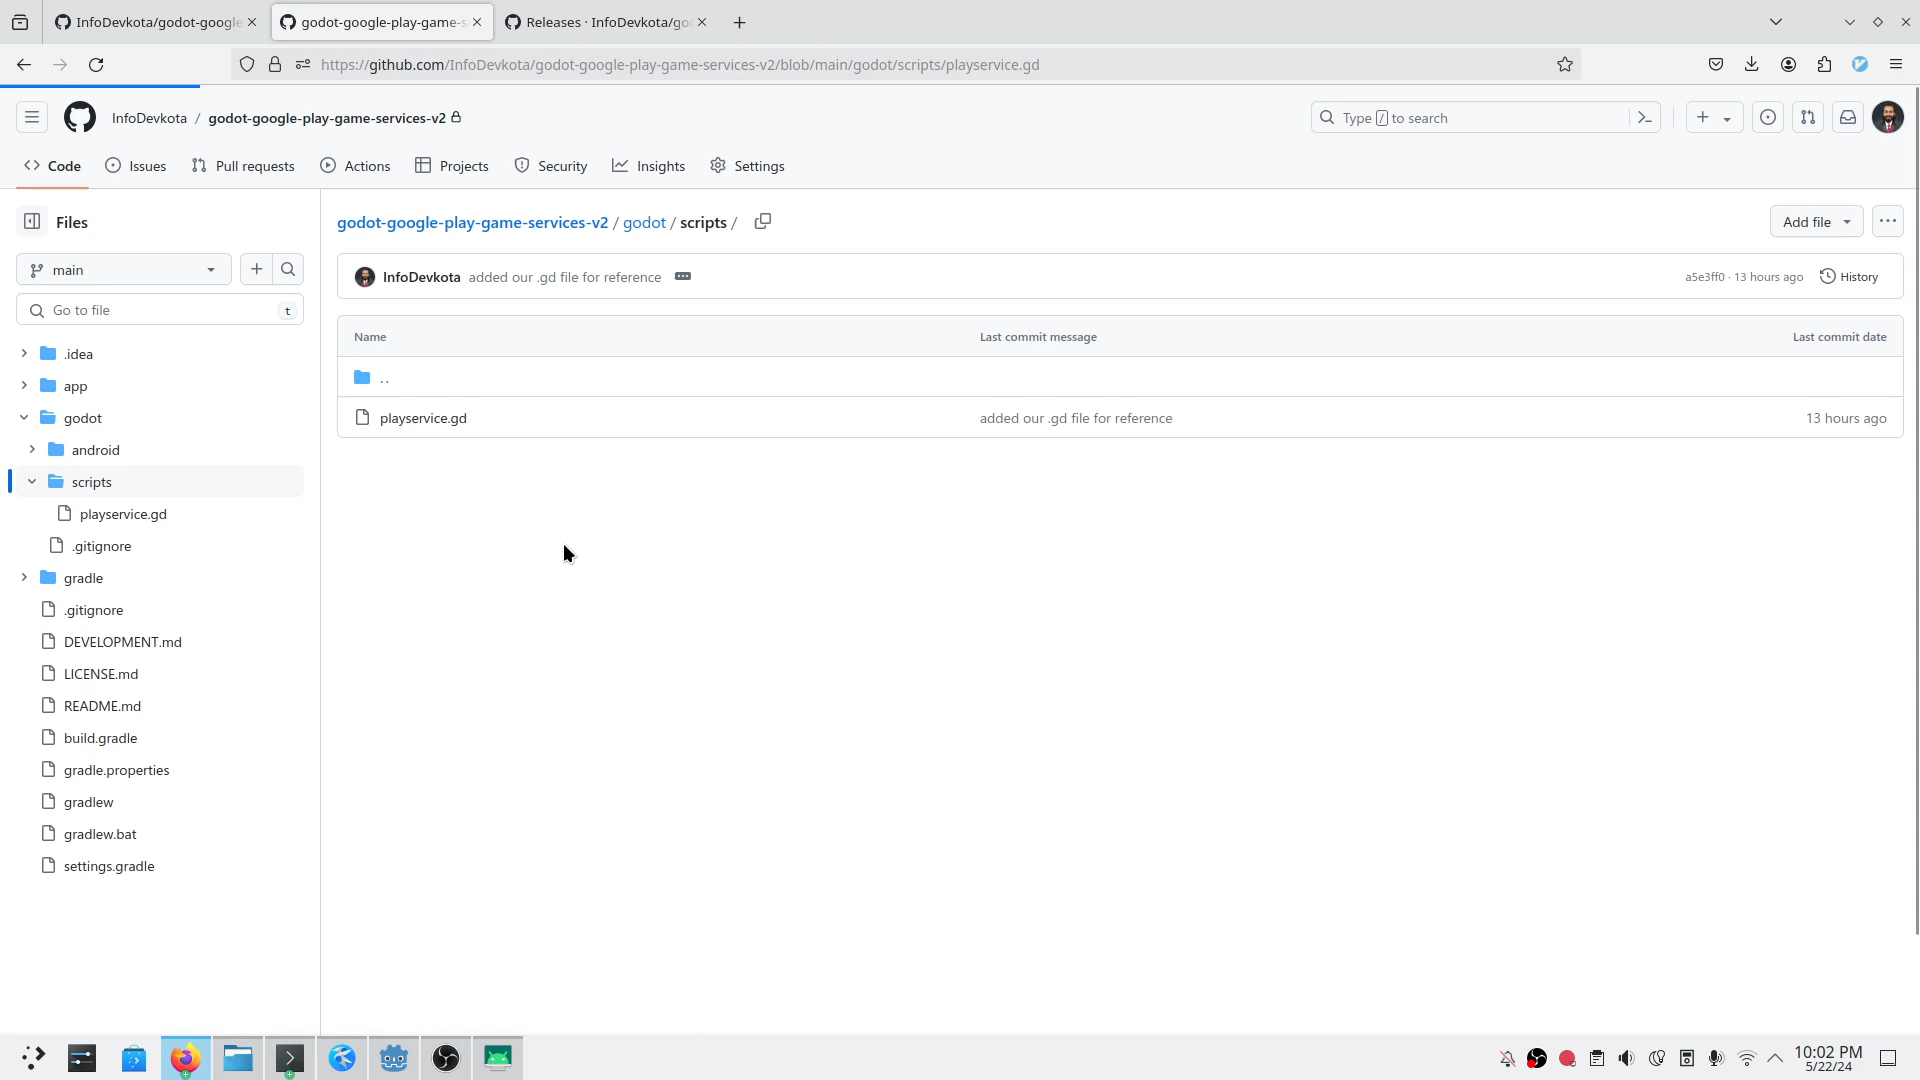 InfoDevkota/godot-google
godot-google-play-game-s
Releases · InfoDevkota/go
https://github.com/InfoDevkota/godot-google-play-game-services-v2/blob/main/godot/scripts/playservice.gd
InfoDevkota / godot-google-play-game-services-v2
Type / to search
Code
Issues
Pull requests
Actions
Projects
Security
Insights
Settings
Files
godot-google-play-game-services-v2 / godot / scripts /
Add file
main
InfoDevkota added our .gd file for reference
a5e3ff0 · 13 hours ago
History
Go to file
t
Name
Last commit message
Last commit date
..
playservice.gd
added our .gd file for reference
13 hours ago
.idea
app
godot
android
scripts
playservice.gd
.gitignore
gradle
.gitignore
DEVELOPMENT.md
LICENSE.md
README.md
build.gradle
gradle.properties
gradlew
gradlew.bat
settings.gradle
10:02 PM
5/22/24